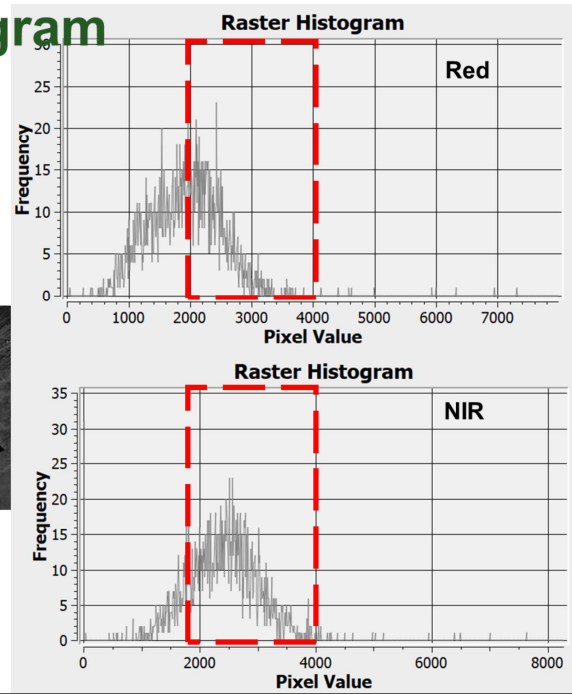 gram
Raster Histogram
Red
30
25
20
15
10
5
0
Frequency
0 1000 2000 3000 4000 5000 6000 7000
Pixel Value
Raster Histogram
NIR
35
30
25
20
15
10
5
0
Frequency
0 2000 4000 6000 8000
Pixel Value